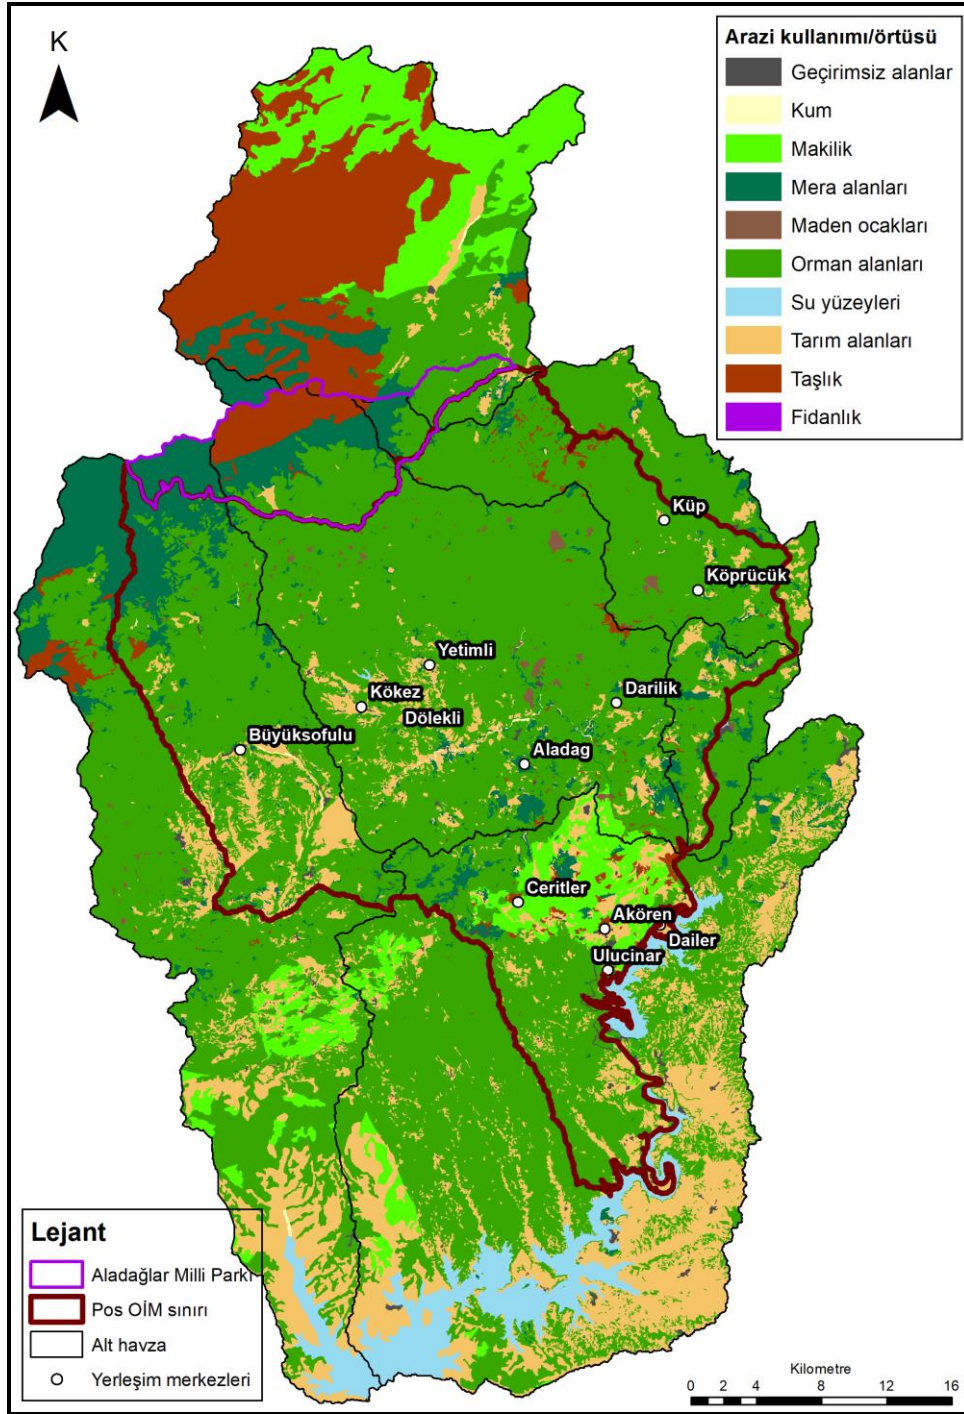 K
Arazi kullanımı/örtüsü
Geçirimsiz alanlar
Kum
Makilik
Mera alanları
Maden ocakları
Orman alanları
Su yüzeyleri
Tarım alanları
Taşlık
Fidanlık
Küp
Köprücük
Yetimli
Kökez
Darilik
Dölekli
Büyüksofulu
Aladag
Ceritler
Akören
Dailer
Ulucinar
Lejant
Aladağlar Milli Parkı
Pos OİM sınırı
Alt havza
Yerleşim merkezleri
Kilometre
0 2 4 8 12 16